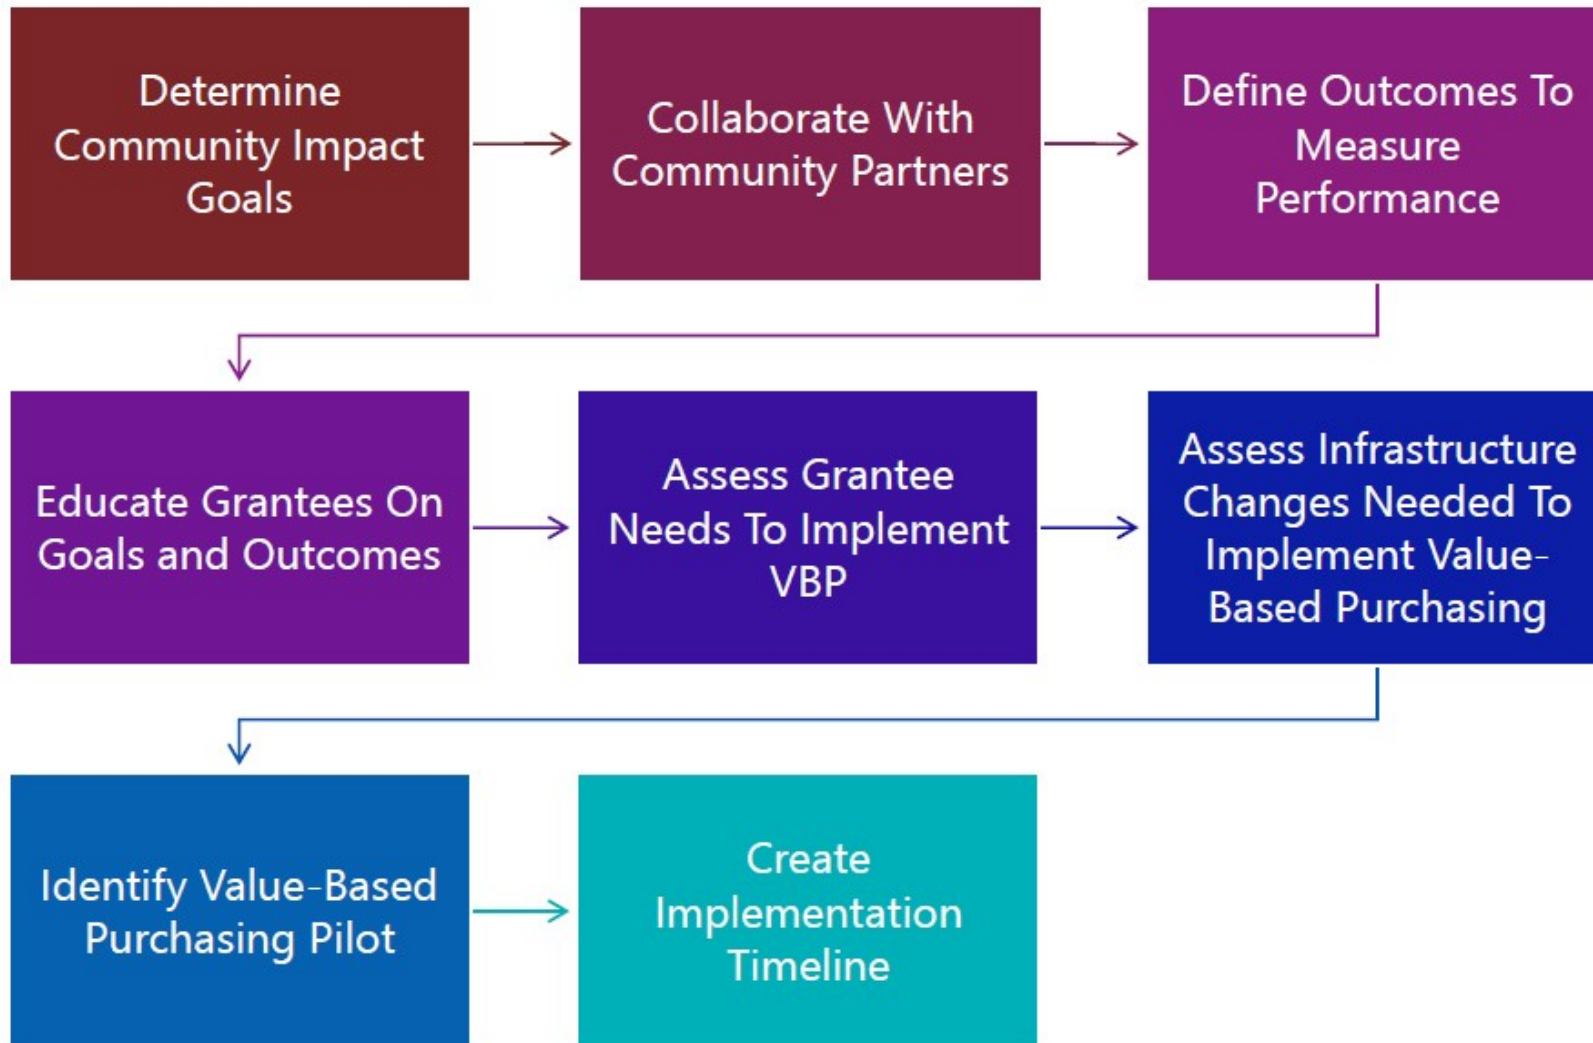 Determine
Community Impact
Goals
Collaborate With
Community Partners
Define Outcomes To
Measure
Performance
Educate Grantees On
Goals and Outcomes
Assess Grantee
Needs To Implement
VBP
Assess Infrastructure
Changes Needed To
Implement Value-
Based Purchasing
Identify Value-Based
Purchasing Pilot
Create
Implementation
Timeline